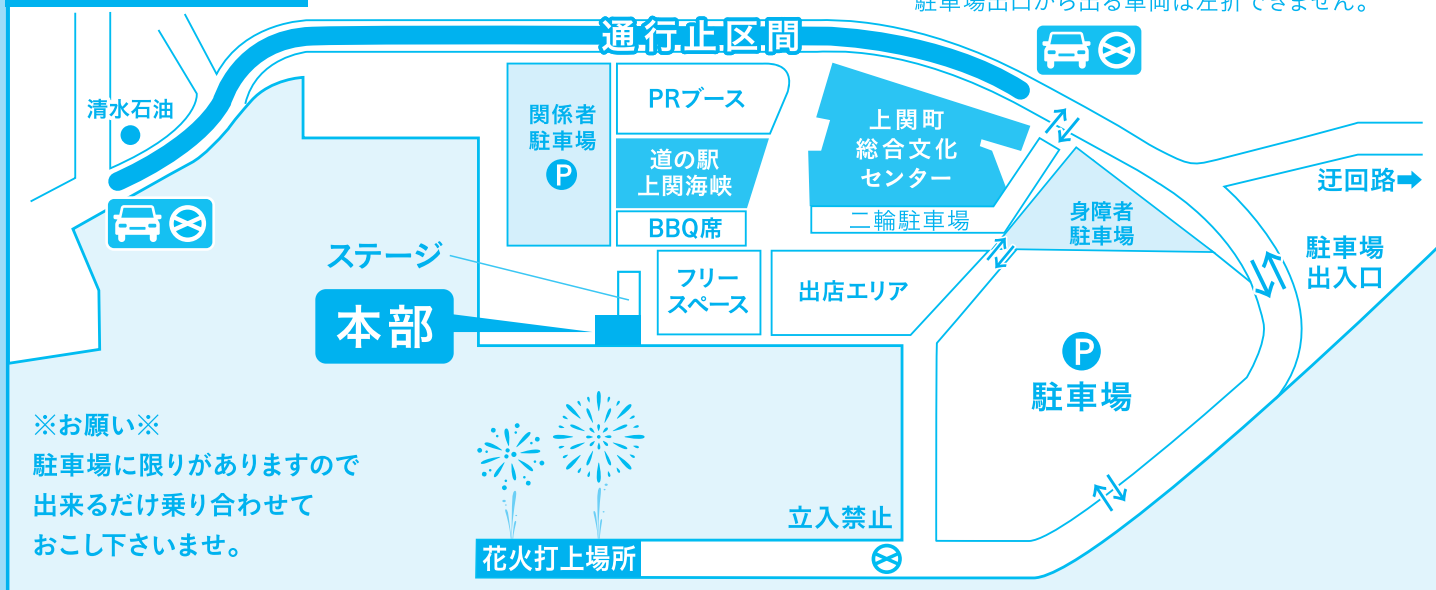 駐車場出口から出る車両は左折できません。
通行止区間
清水石油
関係者
駐車場
P
PRブース
道の駅
上関海峡
BBQ席
上関町
総合文化
センター
二輪駐車場
身障者
駐車場
迂回路➡
駐車場
出入口
ステージ
本部
フリー
スペース
出店エリア
P
駐車場
※お願い※
駐車場に限りがありますので
出来るだけ乗り合わせて
おこし下さいませ。
立入禁止
花火打上場所